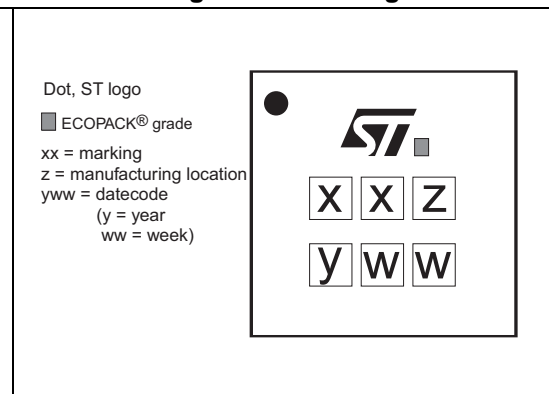 Dot, ST logo
ECOPACK® grade
xx = marking
z = manufacturing location
yww = datecode
(y = year
ww = week)
ST
x x z
y w w